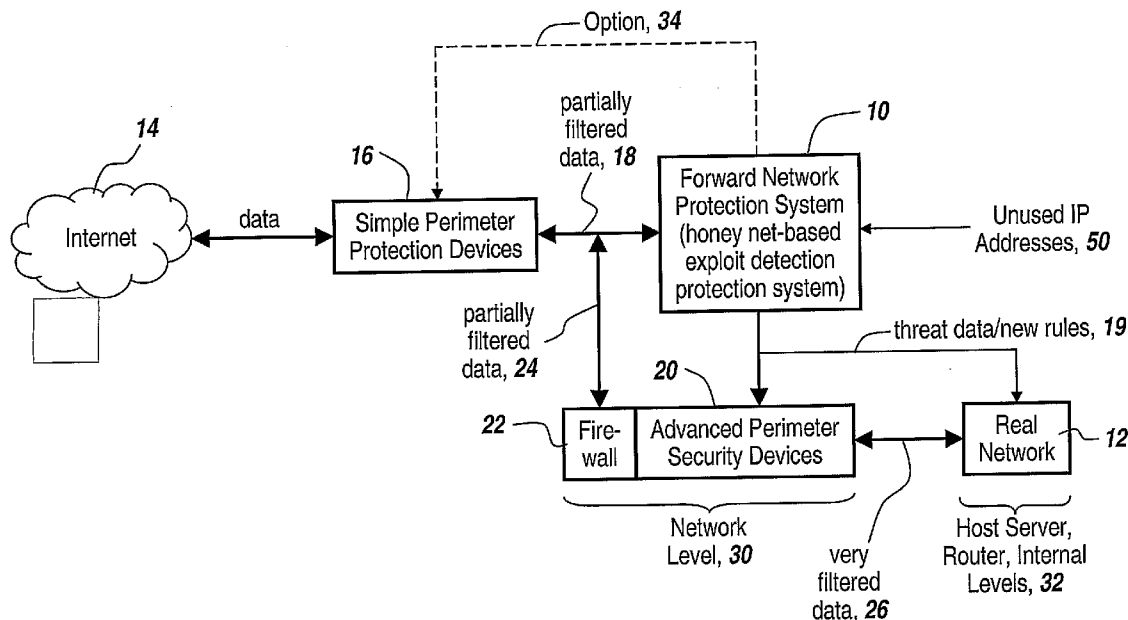 Option, 34
14
partially
filtered
data, 18
10
16
Internet
data
Simple Perimeter
Protection Devices
Forward Network
Protection System
(honey net-based
exploit detection
protection system)
Unused IP
Addresses, 50
partially
filtered
data, 24
threat data/new rules, 19
20
22
Fire-
wall
Advanced Perimeter
Security Devices
Real
Network
12
Network
Level, 30
very
filtered
data, 26
Host Server,
Router, Internal
Levels, 32